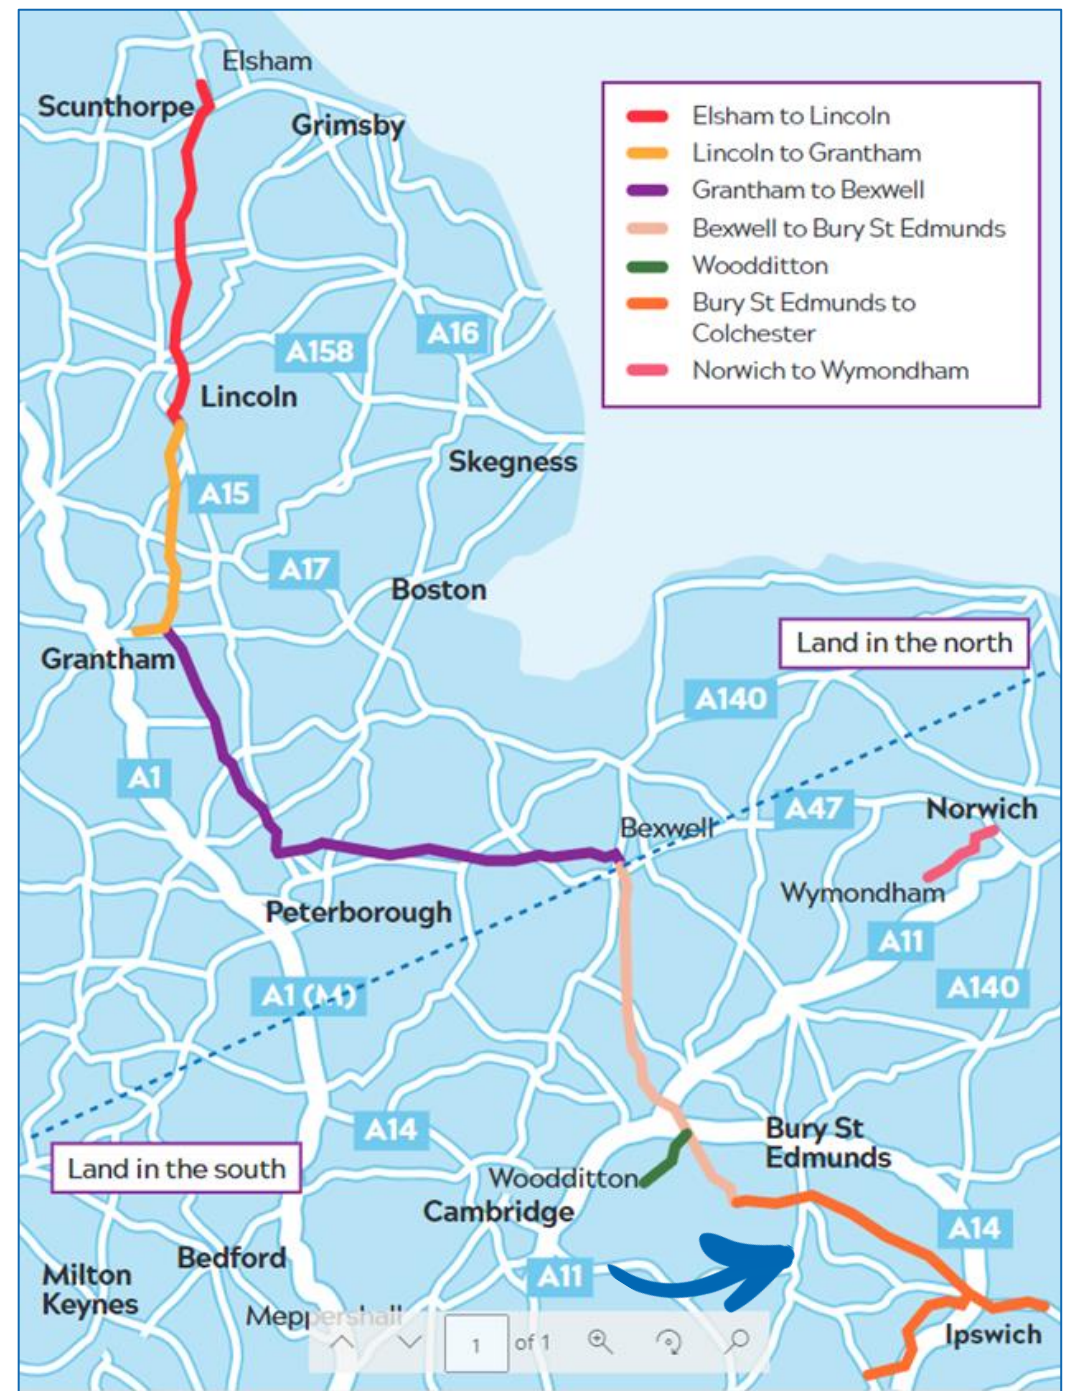 Elsham
Scunthorpe
Grimsby
Elsham to Lincoln
Lincoln to Grantham
Grantham to Bexwell
Bexwell to Bury St Edmunds
Woodditton
Bury St Edmunds to
Colchester
Norwich to Wymondham
A16
A158
Lincoln
Skegness
A15
A17
Boston
Land in the north
Grantham
A140
A1
A47
Norwich
Bexwell
Wymondham
Peterborough
A11
A1 (M)
A140
A14
Bury St
Edmunds
Land in the south
Woodditton
Cambridge
A14
Bedford
Milton
Keynes
A11
Meppershall
1 of 1
Ipswich